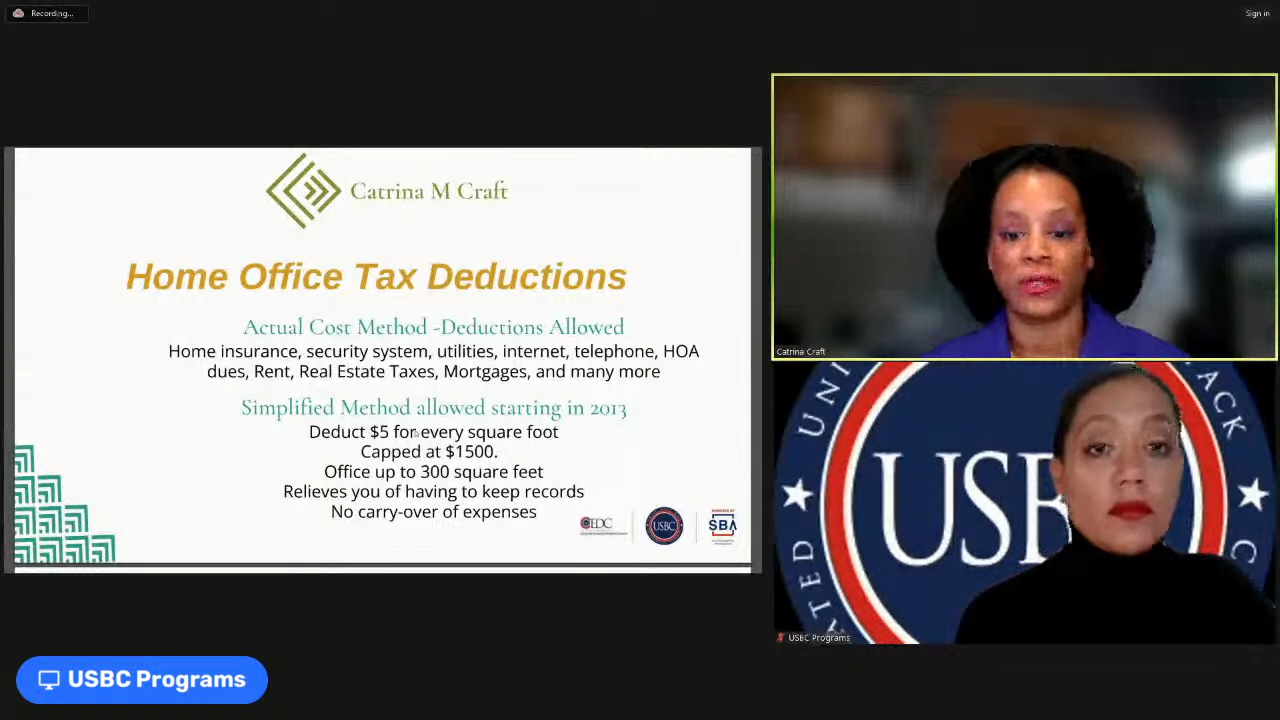 Recording...
Sign in
Catrina M Craft
Home Office Tax Deductions
Actual Cost Method -Deductions Allowed
Home insurance, security system, utilities, internet, telephone, HOA
dues, Rent, Real Estate Taxes, Mortgages, and many more
Simplified Method allowed starting in 2013
Deduct $5 for every square foot
Capped at $1500.
Office up to 300 square feet
Relieves you of having to keep records
No carry-over of expenses
CEDC
USBC
SBA
Catrina Craft
USB
USBC Programs
USBC Programs